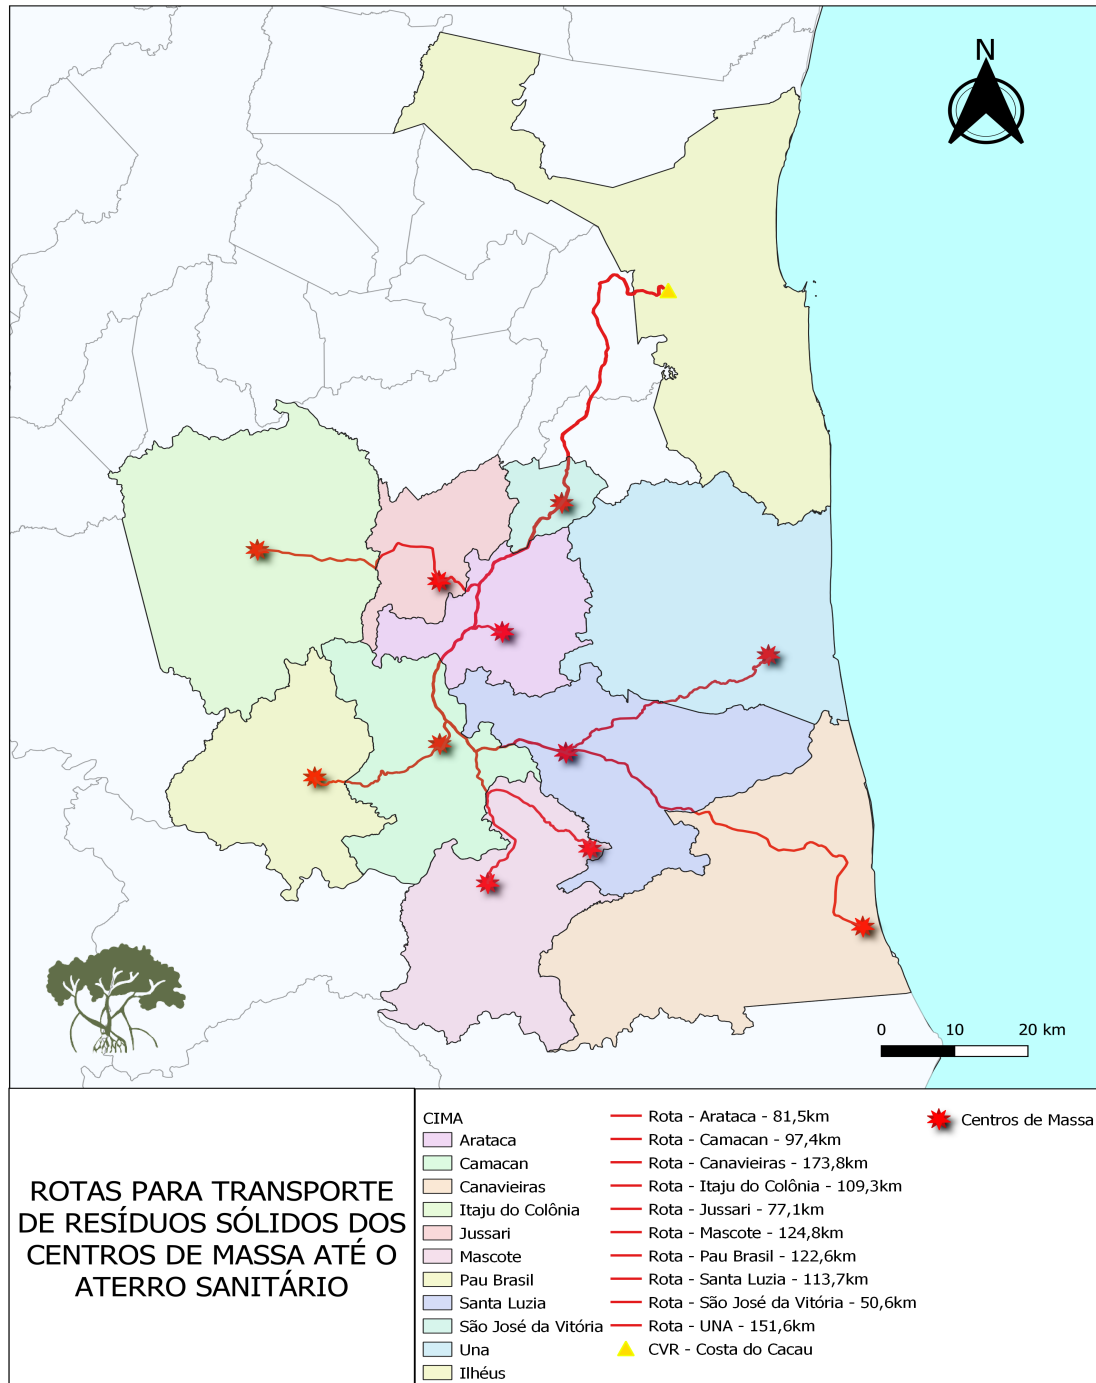 N
0 10 20 km
ROTAS PARA TRANSPORTE
DE RESÍDUOS SÓLIDOS DOS
CENTROS DE MASSA ATÉ O
ATERRO SANITÁRIO
CIMA
Arataca
Camacan
Canavieiras
Itaju do Colônia
Jussari
Mascote
Pau Brasil
Santa Luzia
São José da Vitória
Una
Ilhéus
Rota - Arataca - 81,5km
Rota - Camacan - 97,4km
Rota - Canavieiras - 173,8km
Rota - Itaju do Colônia - 109,3km
Rota - Jussari - 77,1km
Rota - Mascote - 124,8km
Rota - Pau Brasil - 122,6km
Rota - Santa Luzia - 113,7km
Rota - São José da Vitória - 50,6km
Rota - UNA - 151,6km
CVR - Costa do Cacau
Centros de Massa